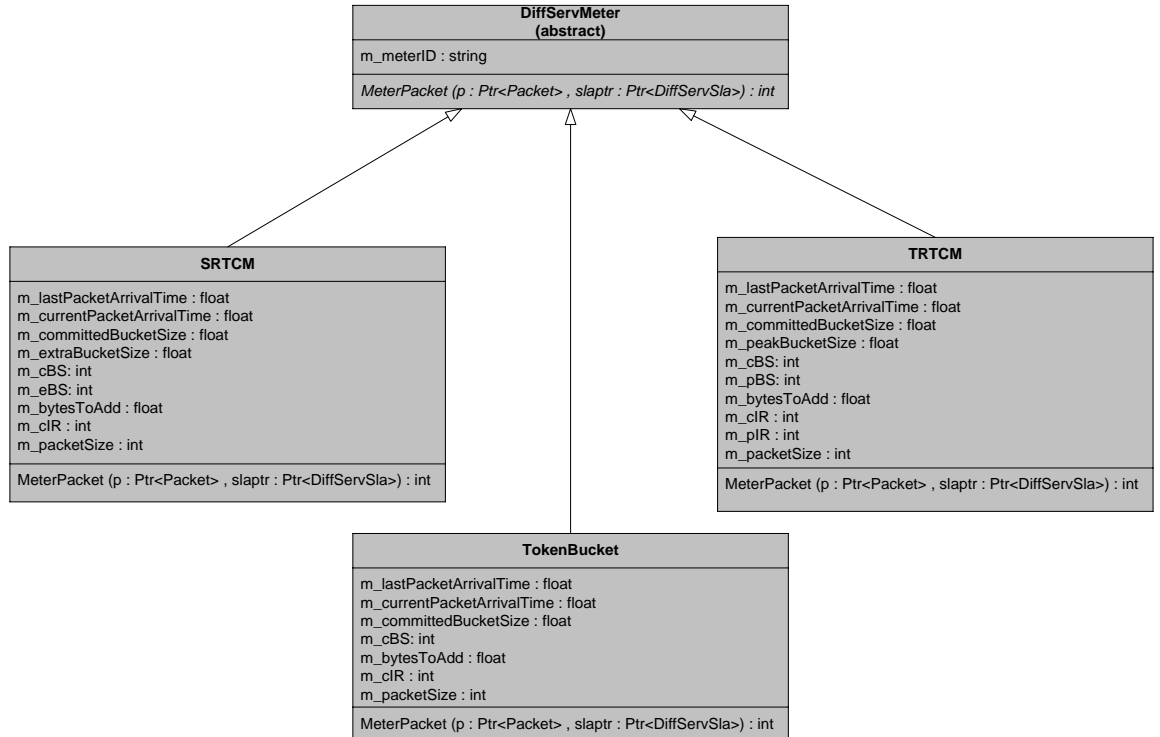 DiffServMeter
(abstract)
m_meterID : string
MeterPacket (p : Ptr<Packet> , slaptr : Ptr<DiffServSla>) : int
SRTCM
m_lastPacketArrivalTime : float
m_currentPacketArrivalTime : float
m_committedBucketSize : float
m_extraBucketSize : float
m_cBS: int
m_eBS: int
m_bytesToAdd : float
m_cIR : int
m_packetSize : int
MeterPacket (p : Ptr<Packet> , slaptr : Ptr<DiffServSla>) : int
TRTCM
m_lastPacketArrivalTime : float
m_currentPacketArrivalTime : float
m_committedBucketSize : float
m_peakBucketSize : float
m_cBS: int
m_pBS: int
m_bytesToAdd : float
m_cIR : int
m_pIR : int
m_packetSize : int
MeterPacket (p : Ptr<Packet> , slaptr : Ptr<DiffServSla>) : int
TokenBucket
m_lastPacketArrivalTime : float
m_currentPacketArrivalTime : float
m_committedBucketSize : float
m_cBS: int
m_bytesToAdd : float
m_cIR : int
m_packetSize : int
MeterPacket (p : Ptr<Packet> , slaptr : Ptr<DiffServSla>) : int